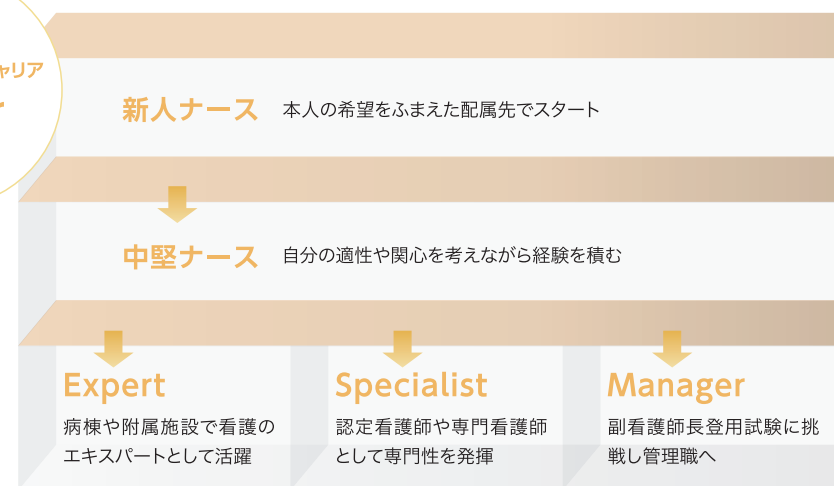 ャリア
新人ナース 本人の希望をふまえた配属先でスタート
中堅ナース 自分の適性や関心を考えながら経験を積む
Expert
病棟や附属施設で看護の
エキスパートとして活躍
Specialist
認定看護師や専門看護師
として専門性を発揮
Manager
副看護師長登用試験に挑
戦し管理職へ